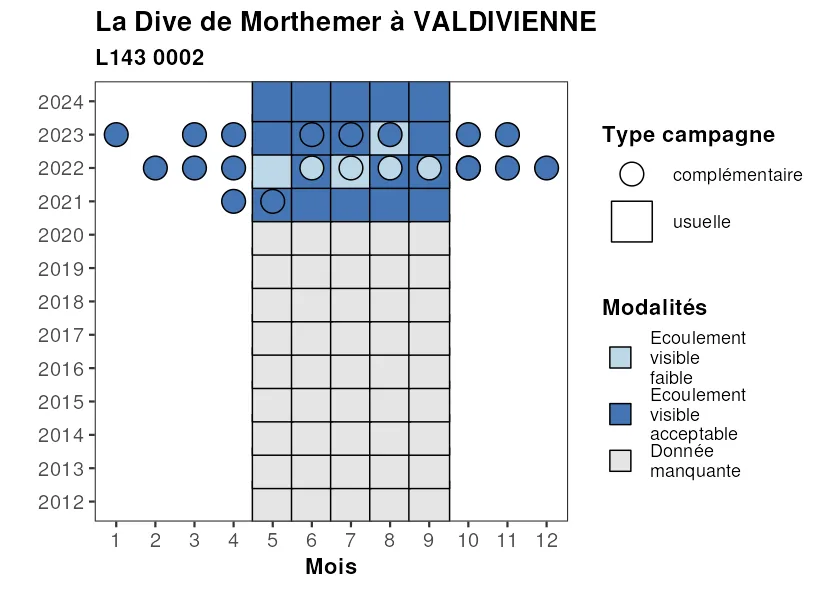 La Dive de Morthemer à VALDIVIENNE
L143 0002
2024
2023
2022
2021
2020
2019
2018
2017
2016
2015
2014
2013
2012
1 2 3 4 5 6 7 8 9 10 11 12
Mois
Type campagne
complémentaire
usuelle
Modalités
Ecoulement
visible
faible
Ecoulement
visible
acceptable
Donnée
manquante